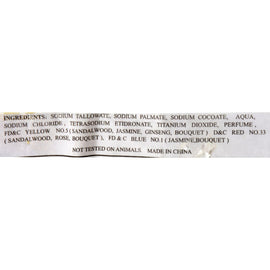 INGREDIENTS: SODIUM TALLOWATE, SODIUM PALMATE, SODIUM COCOATE, AQUA,
SODIUM CHLORIDE, TETRASODIUM ETIDRONATE, TITANIUM DIOXIDE, PERFUME,
FD&C YELLOW NO.5(SANDALWOOD, JASMINE, GINSENG, BOUQUET) D&C RED NO.33
(SANDALWOOD, ROSE, BOUQUET), FD&C BLUE NO.1(JASMINE,BOUQUET)
NOT TESTED ON ANIMALS MADE IN CHINA